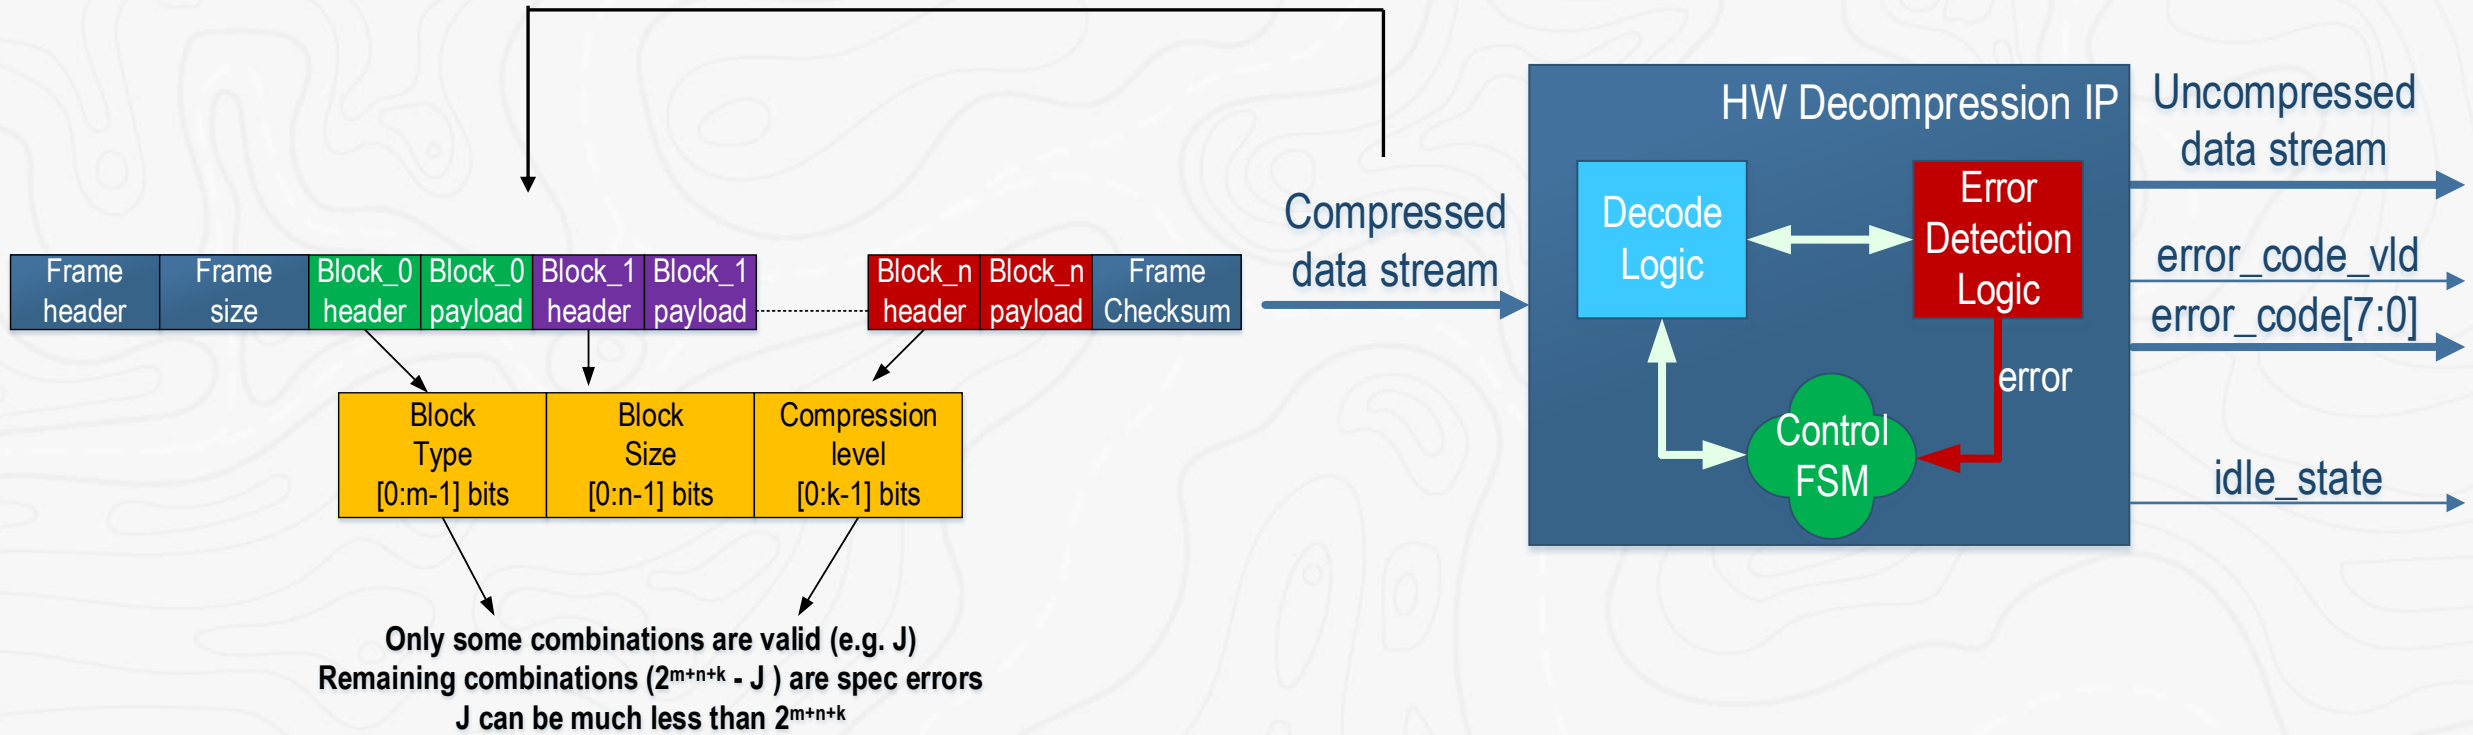 Frame
header
Frame
size
Block_0
header
Block_0
payload
Block_1
header
Block_1
payload
Block_n
header
Block_n
payload
Frame
Checksum
Block
Type
[0:m-1] bits
Block
Size
[0:n-1] bits
Compression
level
[0:k-1] bits
Only some combinations are valid (e.g. J)
Remaining combinations (2^{m+n+k} - J ) are spec errors
J can be much less than 2^{m+n+k}
Compressed
data stream
HW Decompression IP
Decode
Logic
Error
Detection
Logic
error
Control
FSM
Uncompressed
data stream
error_code_vld
error_code[7:0]
idle_state